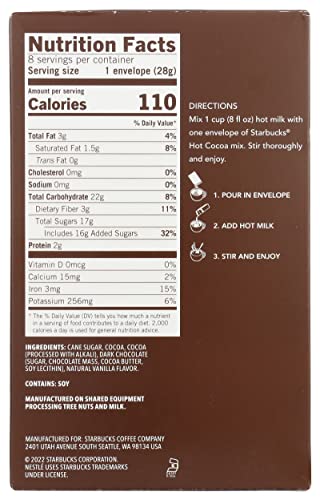 Nutrition Facts
8 servings per container
Serving size 1 envelope (28g)
Amount per serving
Calories 110
% Daily Value*
Total Fat 3g 4%
Saturated Fat 1.5g 8%
Trans Fat 0g
Cholesterol 0mg 0%
Sodium 0mg 0%
Total Carbohydrate 22g 8%
Dietary Fiber 3g 11%
Total Sugars 17g
Includes 16g Added Sugars 32%
Protein 2g
Vitamin D 0mcg 0%
Calcium 15mg 2%
Iron 3mg 15%
Potassium 256mg 6%
* The % Daily Value (DV) tells you how much a nutrient
in a serving of food contributes to a daily diet. 2,000
calories a day is used for general nutrition advice.
INGREDIENTS: CANE SUGAR, COCOA, COCOA
(PROCESSED WITH ALKALI), DARK CHOCOLATE
(SUGAR, CHOCOLATE MASS, COCOA BUTTER,
SOY LECITHIN), NATURAL VANILLA FLAVOR.
CONTAINS: SOY
MANUFACTURED ON SHARED EQUIPMENT
PROCESSING TREE NUTS AND MILK.
MANUFACTURED FOR: STARBUCKS COFFEE COMPANY
2401 UTAH AVENUE SOUTH SEATTLE, WA 98134 USA
© 2022 STARBUCKS CORPORATION.
NESTLÉ USES STARBUCKS TRADEMARKS
UNDER LICENSE.
DIRECTIONS
Mix 1 cup (8 fl oz) hot milk with
one envelope of Starbucks®
Hot Cocoa mix. Stir thoroughly
and enjoy.
1. POUR IN ENVELOPE
2. ADD HOT MILK
3. STIR AND ENJOY